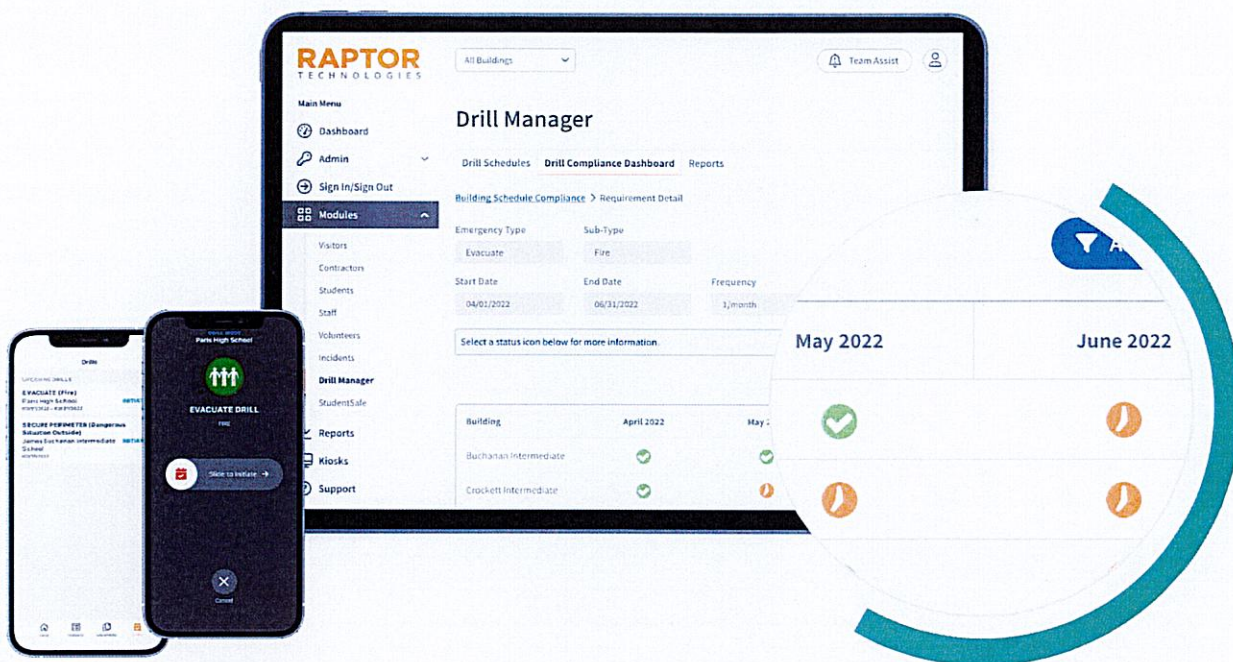 RAPTOR
TECHNOLOGIES
All Buildings
Team Assist
Main Menu
Dashboard
Admin
Sign In/Sign Out
Modules
Visitors
Contractors
Students
Staff
Volunteers
Incidents
Drill Manager
StudentSafe
Reports
Kiosks
Support
Drill Manager
Drill Schedules Drill Compliance Dashboard Reports
Building Schedule Compliance > Requirement Detail
Emergency Type Sub-Type
Evacuate Fire
Start Date End Date Frequency
04/01/2022 06/31/2022 1/month
Select a status icon below for more information.
Building April 2022 May
Buchanan Intermediate
Crockett Intermediate
May 2022 June 2022
Drills
UPCOMING DRILLS
EVACUATE (Fire)
Paris High School
SECURE PERIMETER (Dangerous
Situation Outside)
James Buchanan Intermediate
School
Paris High School
EVACUATE DRILL
FIRE
Slide to Initiate →
Cancel